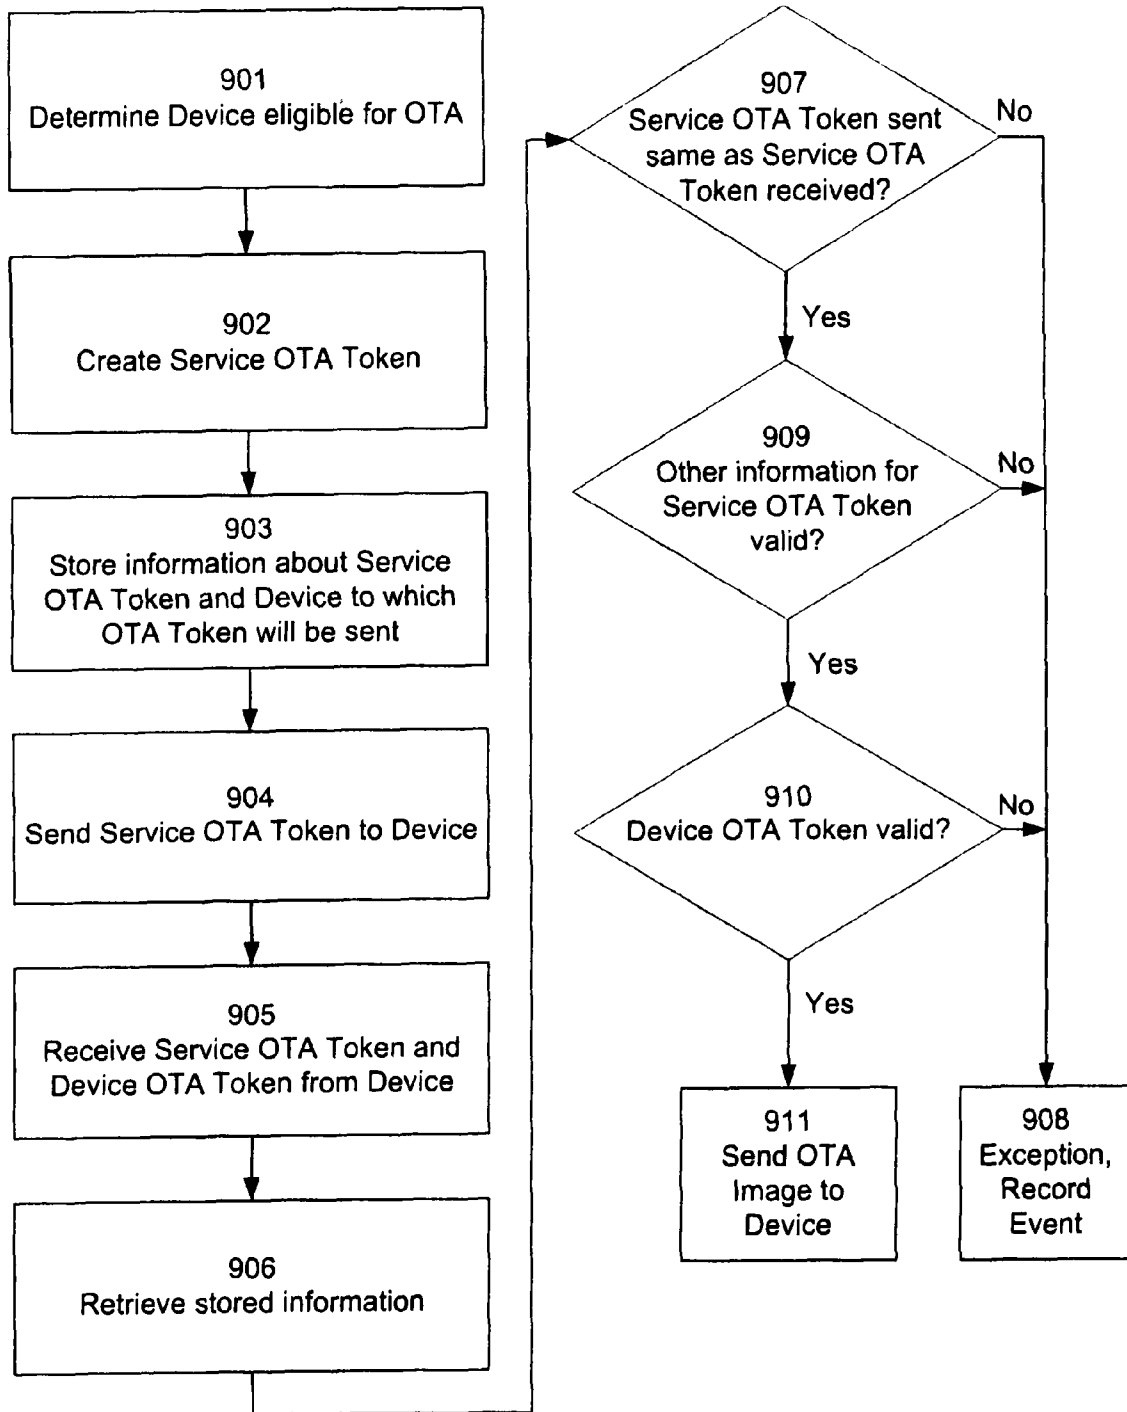 901
Determine Device eligible for OTA
902
Create Service OTA Token
903
Store information about Service
OTA Token and Device to which
OTA Token will be sent
904
Send Service OTA Token to Device
905
Receive Service OTA Token and
Device OTA Token from Device
906
Retrieve stored information
907
Service OTA Token sent
same as Service OTA
Token received?
No
Yes
909
Other information for
Service OTA Token
valid?
No
Yes
910
Device OTA Token valid?
No
Yes
911
Send OTA
Image to
Device
908
Exception,
Record
Event